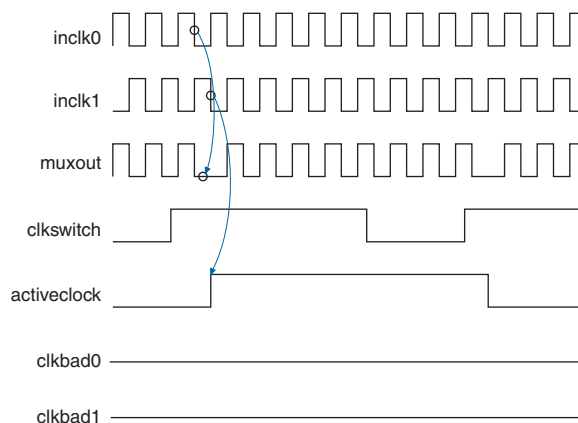 inclk0
inclk1
muxout
clkswitch
activeclock
clkbad0
clkbad1